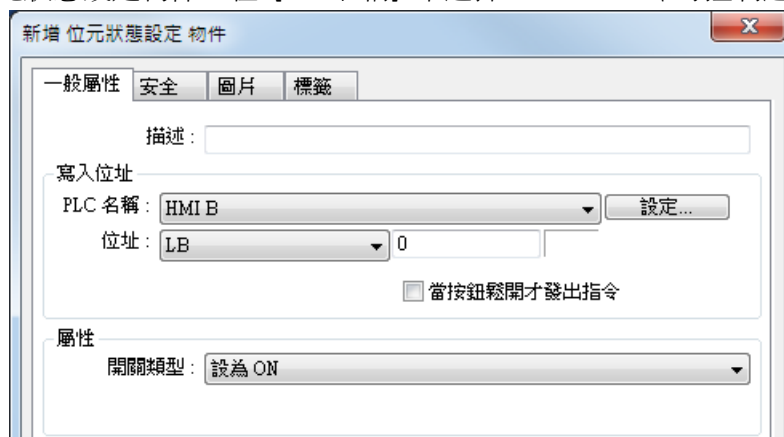 新增 位元狀態設定 物件
一般屬性 安全 圖片 標籤
描述 :
寫入位址
PLC 名稱 : HMI B 設定...
位址 : LB 0
當按鈕鬆開才發出指令
屬性
開關類型 : 設為 ON